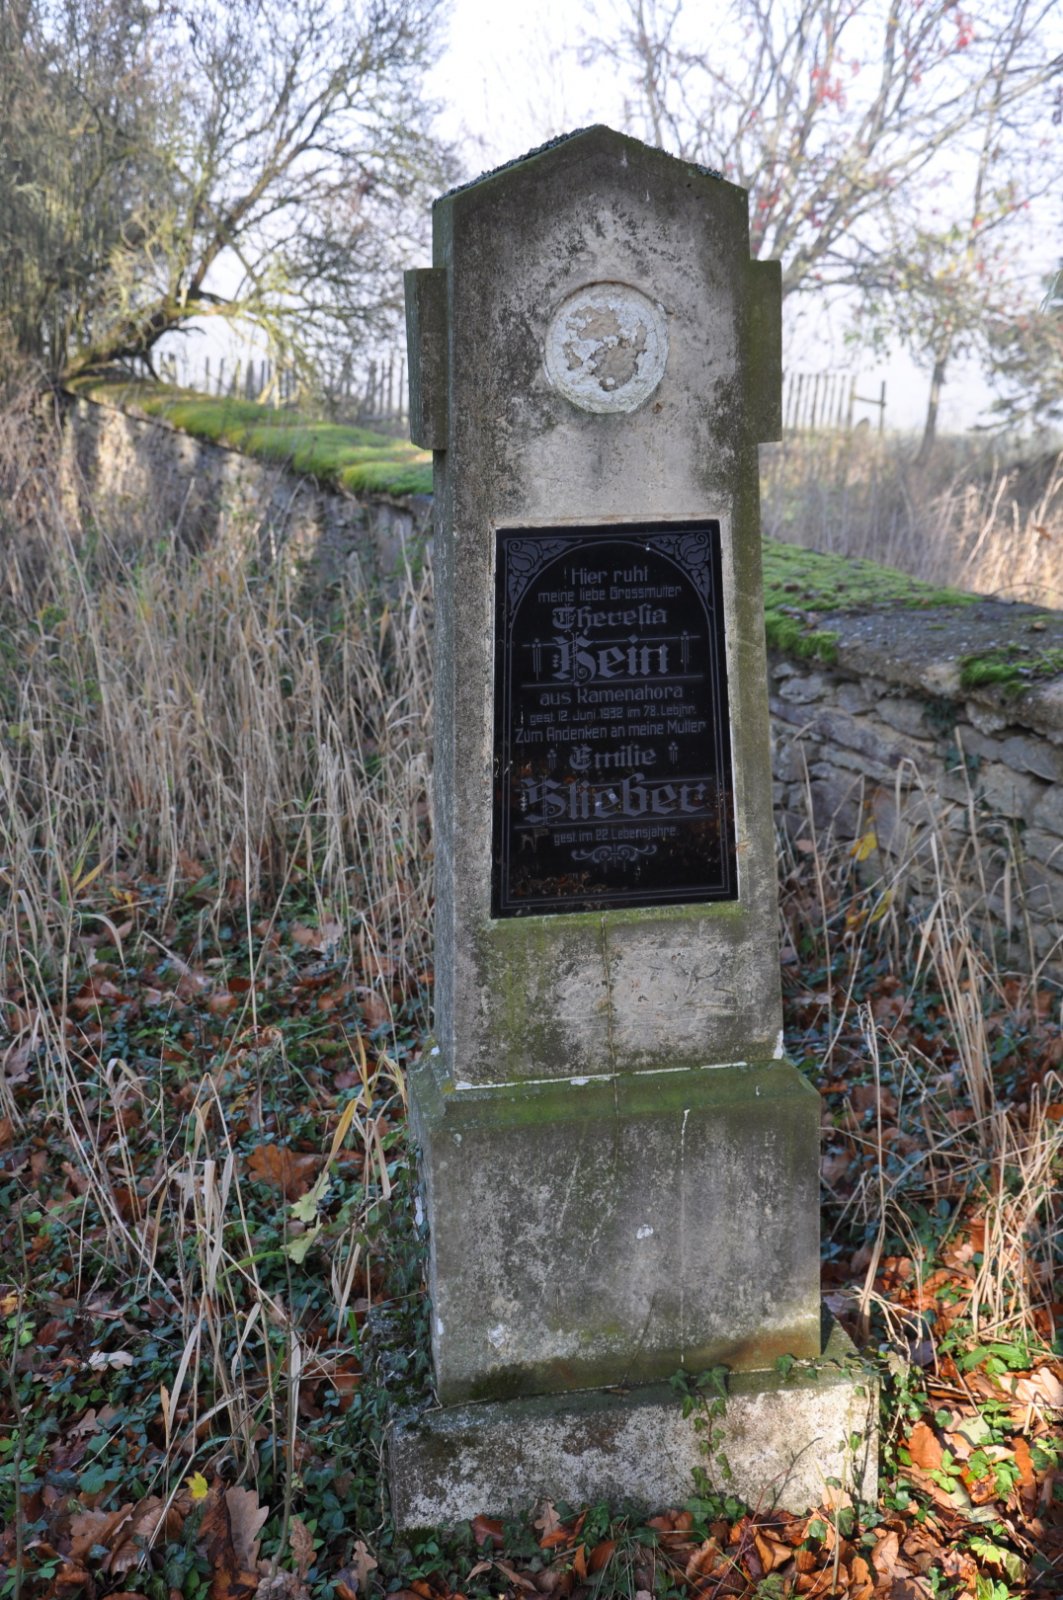 Hier ruht
meine liebe Grossmutter
Theresia
Hein
aus Kamenahora
gest. 12. Juni 1932 im 78. Lebjhr.
Zum Andenken an meine Mutter
Emilie
Stieber
gest. im 22. Lebensjahre.